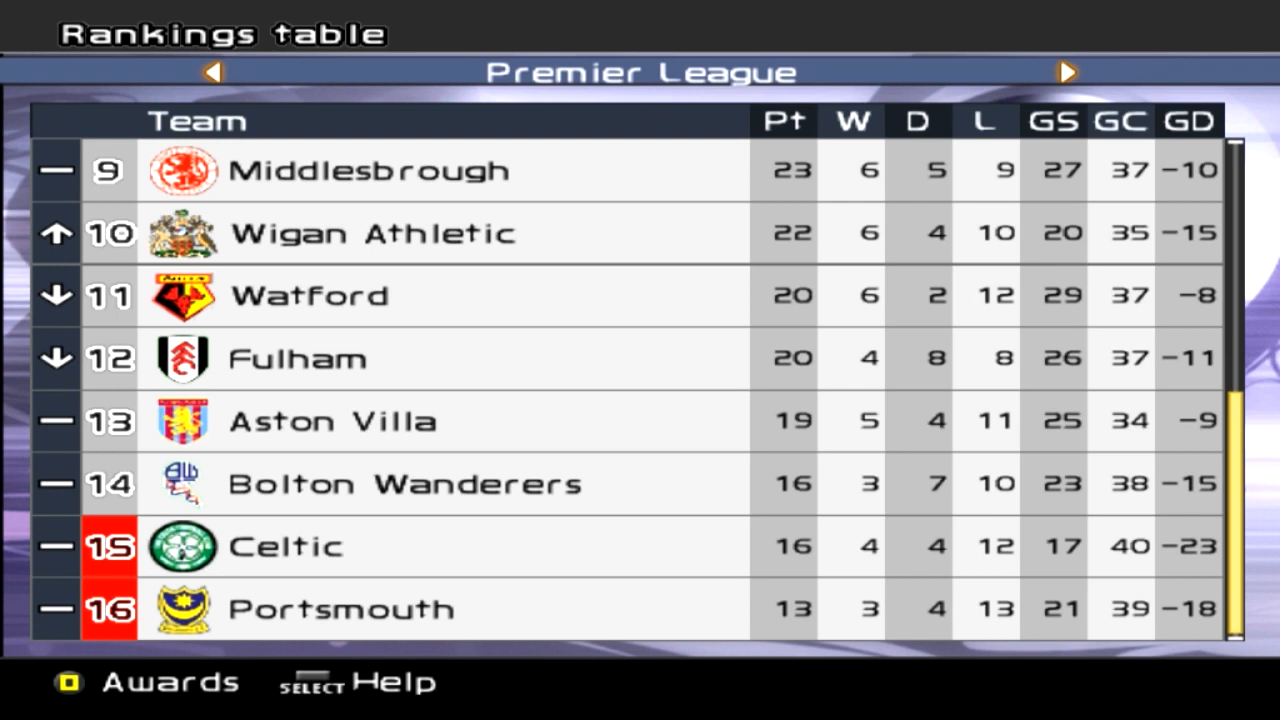 Rankings table
Premier League
Team Pt W D L GS GC GD
9 Middlesbrough 23 6 5 9 27 37 -10
10 Wigan Athletic 22 6 4 10 20 35 -15
11 Watford 20 6 2 12 29 37 -8
12 Fulham 20 4 8 8 26 37 -11
13 Aston Villa 19 5 4 11 25 34 -9
14 Bolton Wanderers 16 3 7 10 23 38 -15
15 Celtic 16 4 4 12 17 40 -23
16 Portsmouth 13 3 4 13 21 39 -18
Awards SELECT Help